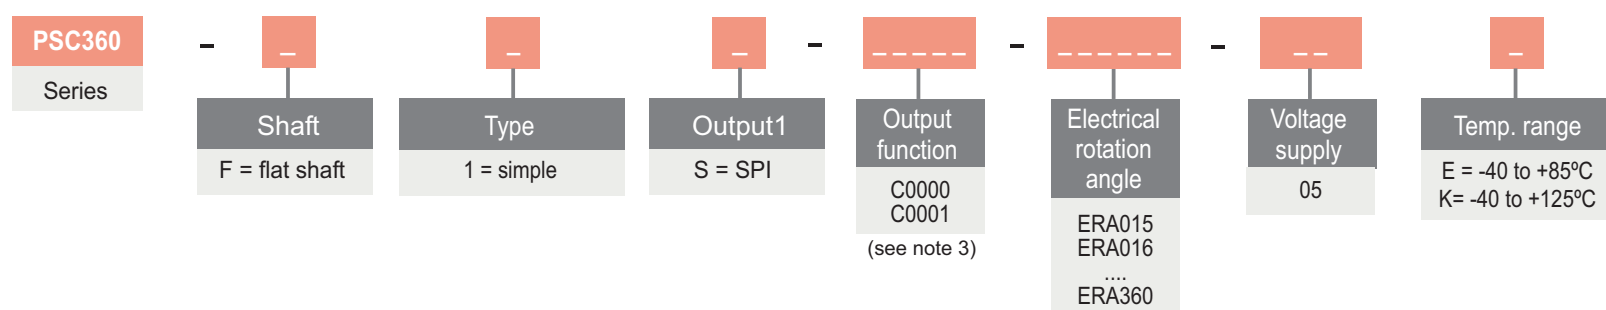 PSC360 - _ _ _ - _ _ _ _ _ - _ _ _ _ _ _ - _ _ _
Series
Shaft
F = flat shaft
Type
1 = simple
Output1
S = SPI
Output
function
C0000
C0001
(see note 3)
Electrical
rotation
angle
ERA015
ERA016
....
ERA360
Voltage
supply
05
Temp. range
E = -40 to +85ºC
K= -40 to +125ºC